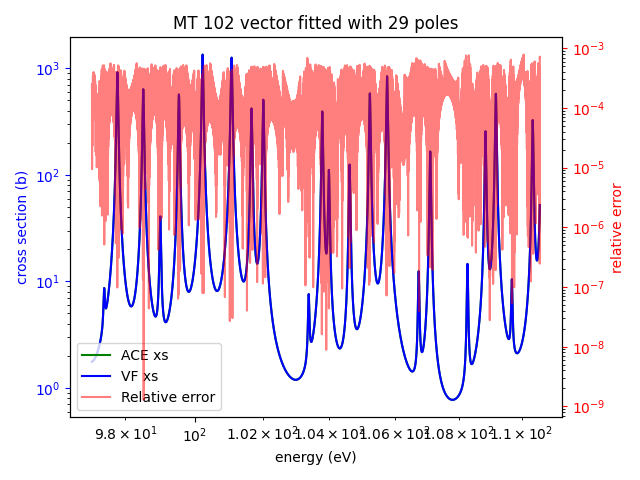 MT 102 vector fitted with 29 poles
cross section (b)
10³
10²
10¹
10⁰
10⁻³
10⁻⁴
10⁻⁵
10⁻⁶
10⁻⁷
10⁻⁸
10⁻⁹
relative error
ACE xs
VF xs
Relative error
9.8 × 10¹ 10² 1.02 × 10² 1.04 × 10² 1.06 × 10² 1.08 × 10² 1.1 × 10²
energy (eV)